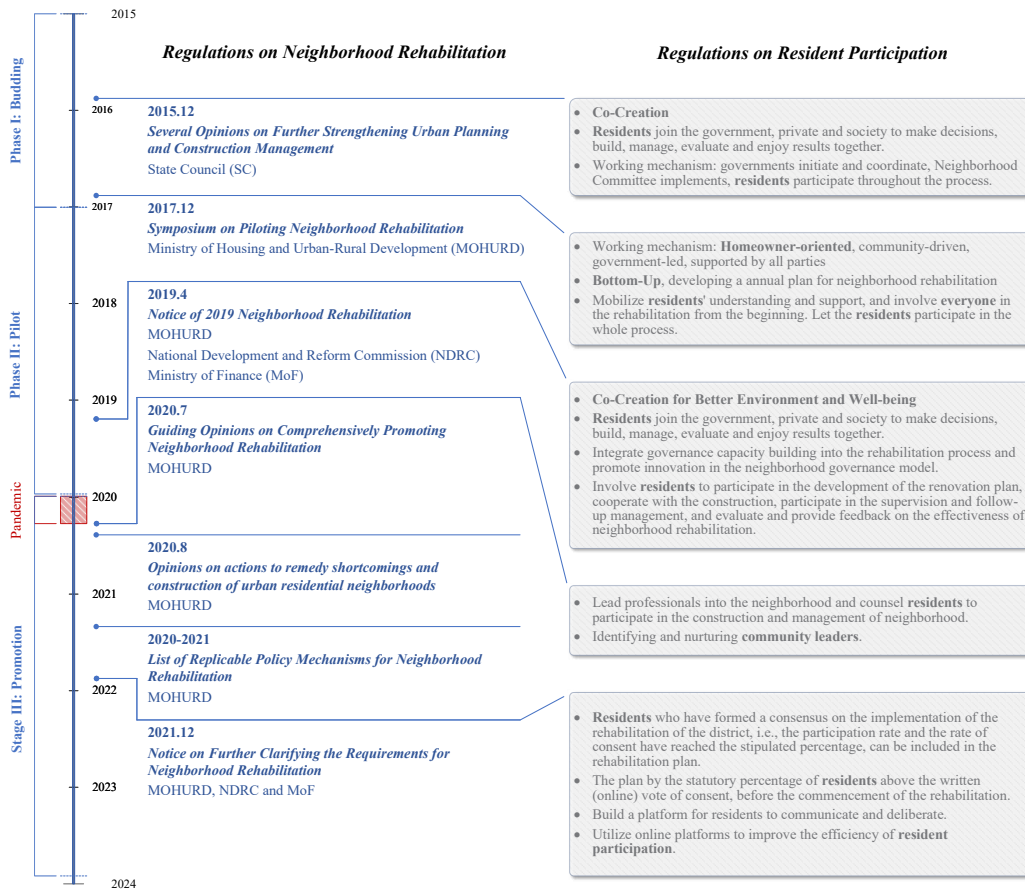 2015
Regulations on Neighborhood Rehabilitation
Regulations on Resident Participation
Phase I: Budding
2016
2015.12
Several Opinions on Further Strengthening Urban Planning
and Construction Management
State Council (SC)
• Co-Creation
• Residents join the government, private and society to make decisions,
build, manage, evaluate and enjoy results together.
• Working mechanism: governments initiate and coordinate, Neighborhood
Committee implements, residents participate throughout the process.
2017
2017.12
Symposium on Piloting Neighborhood Rehabilitation
Ministry of Housing and Urban-Rural Development (MOHURD)
• Working mechanism: Homeowner-oriented, community-driven,
government-led, supported by all parties
• Bottom-Up, developing a annual plan for neighborhood rehabilitation
• Mobilize residents' understanding and support, and involve everyone in
the rehabilitation from the beginning. Let the residents participate in the
whole process.
Phase II: Pilot
2018
2019.4
Notice of 2019 Neighborhood Rehabilitation
MOHURD
National Development and Reform Commission (NDRC)
Ministry of Finance (MoF)
• Co-Creation for Better Environment and Well-being
• Residents join the government, private and society to make decisions,
build, manage, evaluate and enjoy results together.
• Integrate governance capacity building into the rehabilitation process and
promote innovation in the neighborhood governance model.
• Involve residents to participate in the development of the renovation plan,
cooperate with the construction, participate in the supervision and follow-
up management, and evaluate and provide feedback on the effectiveness of
neighborhood rehabilitation.
2019
2020.7
Guiding Opinions on Comprehensively Promoting
Neighborhood Rehabilitation
MOHURD
Pandemic
2020
2020.8
Opinions on actions to remedy shortcomings and
construction of urban residential neighborhoods
MOHURD
2021
• Lead professionals into the neighborhood and counsel residents to
participate in the construction and management of neighborhood.
• Identifying and nurturing community leaders.
Stage III: Promotion
2020-2021
List of Replicable Policy Mechanisms for Neighborhood
Rehabilitation
MOHURD
2022
2021.12
Notice on Further Clarifying the Requirements for
Neighborhood Rehabilitation
MOHURD, NDRC and MoF
2023
• Residents who have formed a consensus on the implementation of the
rehabilitation of the district, i.e., the participation rate and the rate of
consent have reached the stipulated percentage, can be included in the
rehabilitation plan.
• The plan by the statutory percentage of residents above the written
(online) vote of consent, before the commencement of the rehabilitation.
• Build a platform for residents to communicate and deliberate.
• Utilize online platforms to improve the efficiency of resident
participation.
2024